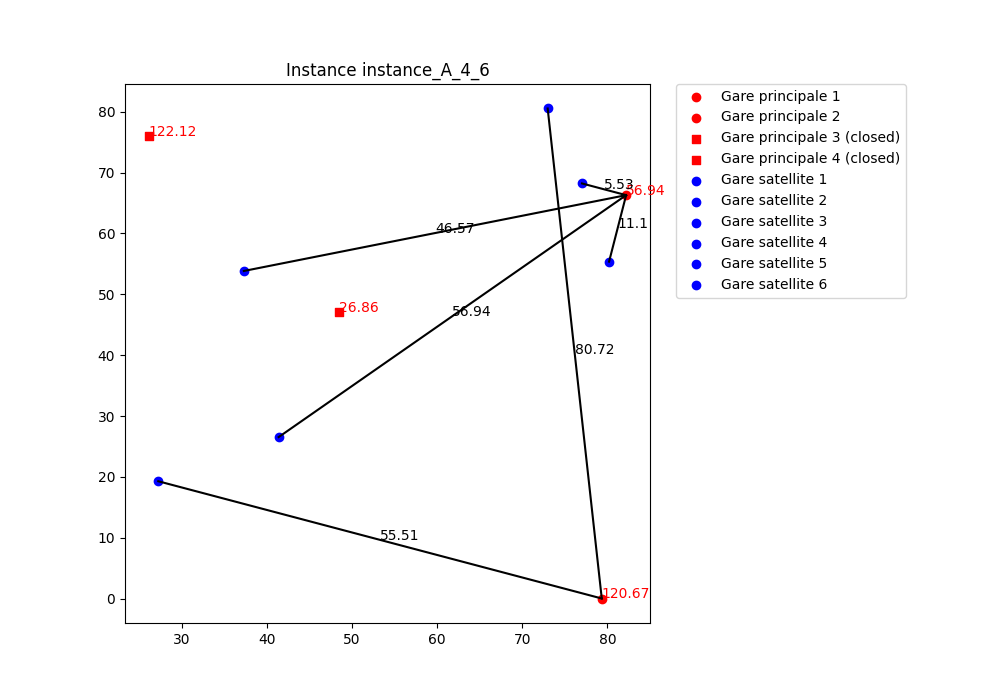 Instance instance_A_4_6
80
70
60
50
40
30
20
10
0
30
40
50
60
70
80
122.12
5.53
46.57
11.1
26.86
56.94
80.72
55.51
120.67
Gare principale 1
Gare principale 2
Gare principale 3 (closed)
Gare principale 4 (closed)
Gare satellite 1
Gare satellite 2
Gare satellite 3
Gare satellite 4
Gare satellite 5
Gare satellite 6